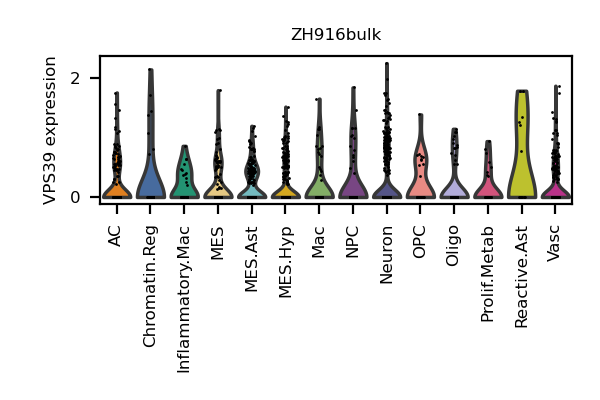 ZH916bulk
VPS39 expression
2
0
AC
Chromatin.Reg
Inflammatory.Mac
MES
MES.Ast
MES.Hyp
Mac
NPC
Neuron
OPC
Oligo
Prolif.Metab
Reactive.Ast
Vasc